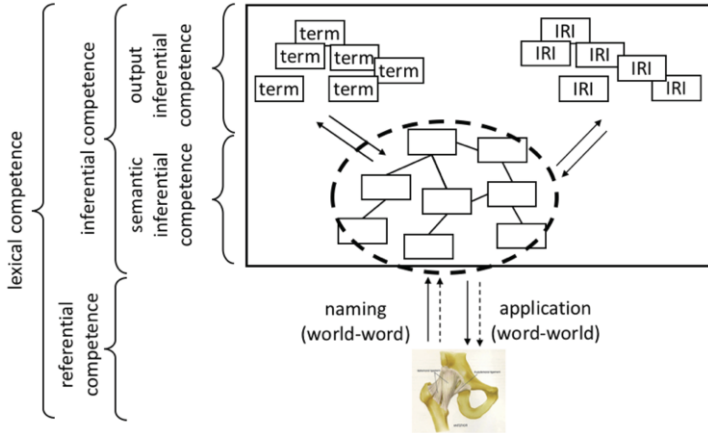 lexical competence
inferential competence
referential
competence
output
inferential
competence
semantic
inferential
competence
term
term
term
term
term
term
IRI
IRI
IRI
IRI
IRI
IRI
naming
(world-word)
application
(word-world)